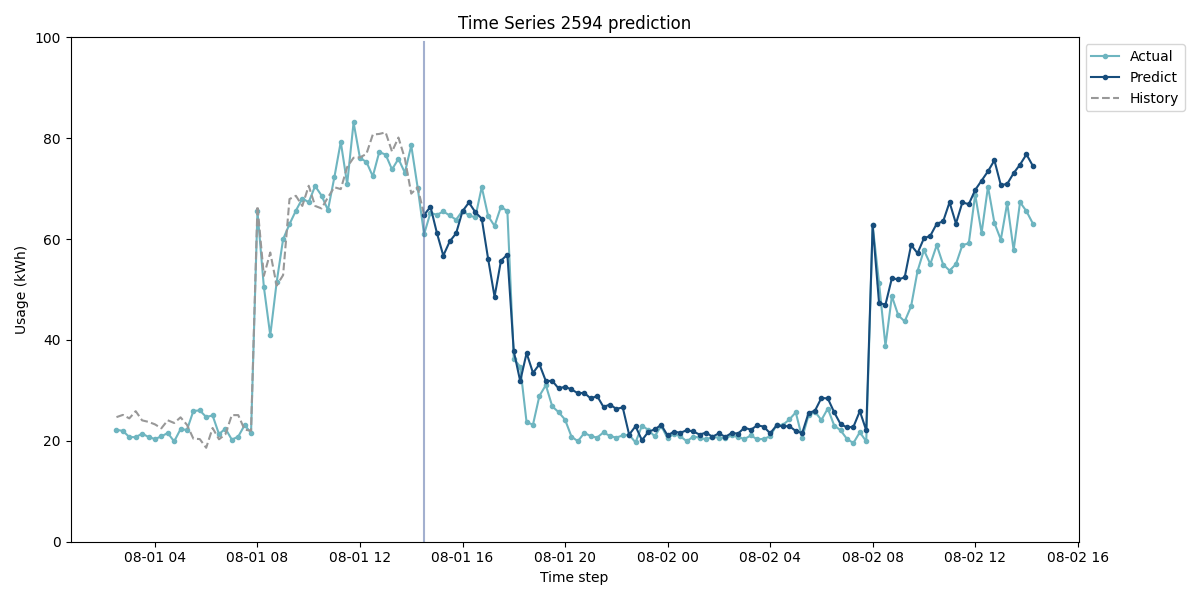 Time Series 2594 prediction
100
80
60
40
20
0
Usage (kWh)
08-01 04
08-01 08
08-01 12
08-01 16
08-01 20
08-02 00
08-02 04
08-02 08
08-02 12
08-02 16
Time step
Actual
Predict
History